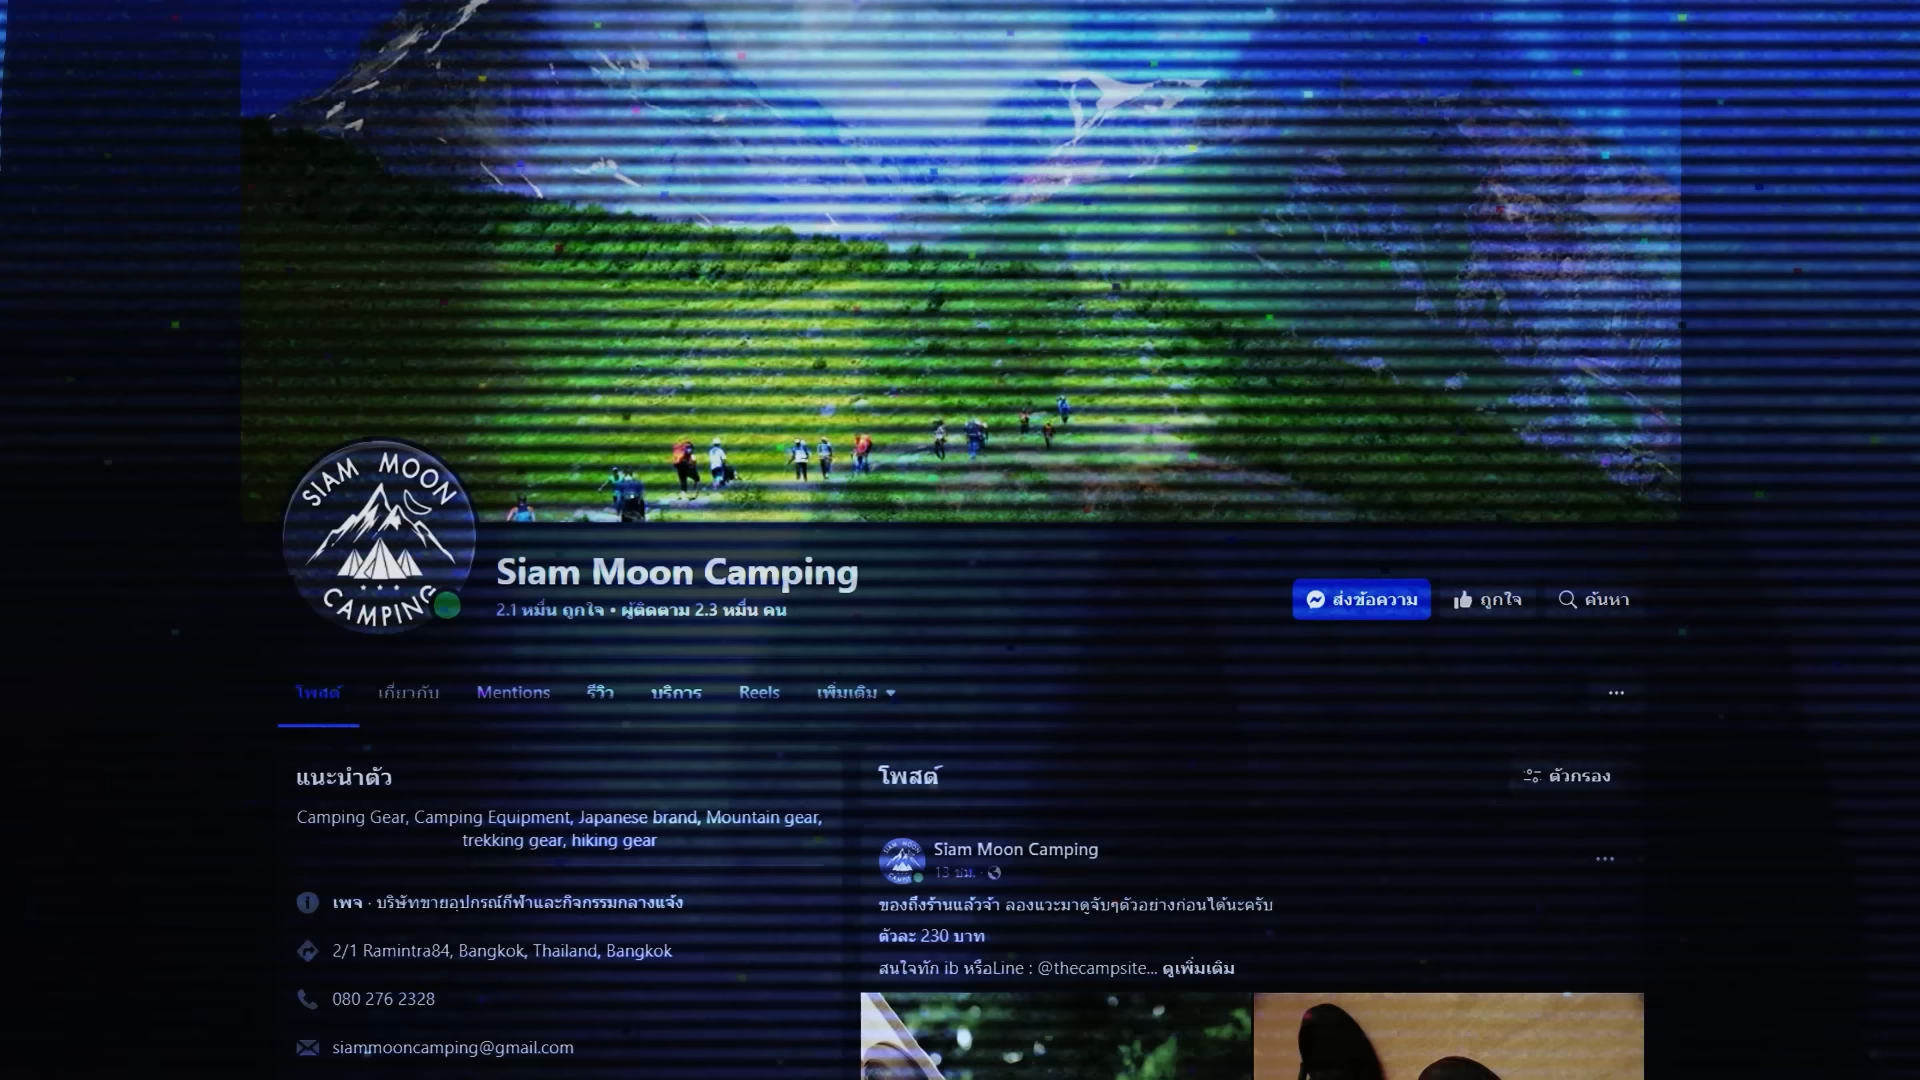 SIAM MOON
CAMPING
Siam Moon Camping
2.1 หมื่น ถูกใจ • ผู้ติดตาม 2.3 หมื่น คน
ส่งข้อความ
ถูกใจ
ค้นหา
โพสต์
เกี่ยวกับ
Mentions
รีวิว
บริการ
Reels
เพิ่มเติม
แนะนำตัว
Camping Gear, Camping Equipment, Japanese brand, Mountain gear,
trekking gear, hiking gear
เพจ · บริษัทขายอุปกรณ์กีฬาและกิจกรรมกลางแจ้ง
2/1 Ramintra84, Bangkok, Thailand, Bangkok
080 276 2328
siammooncamping@gmail.com
โพสต์
ตัวกรอง
Siam Moon Camping
13 ชม. ·
ของถึงร้านแล้วจ้า ลองแวะมาดูจับๆตัวอย่างก่อนได้นะครับ
ตัวละ 230 บาท
สนใจทัก ib หรือLine : @thecampsite... ดูเพิ่มเติม